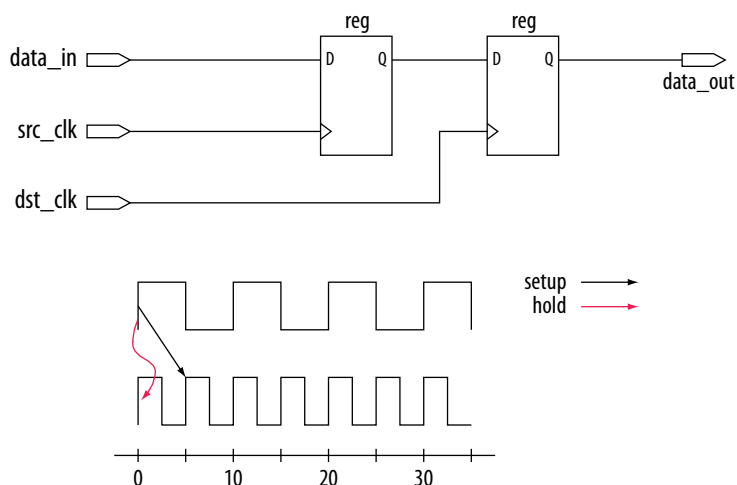 reg reg
data_in D Q D Q
data_out
src_clk
dst_clk
setup
hold
0 10 20 30